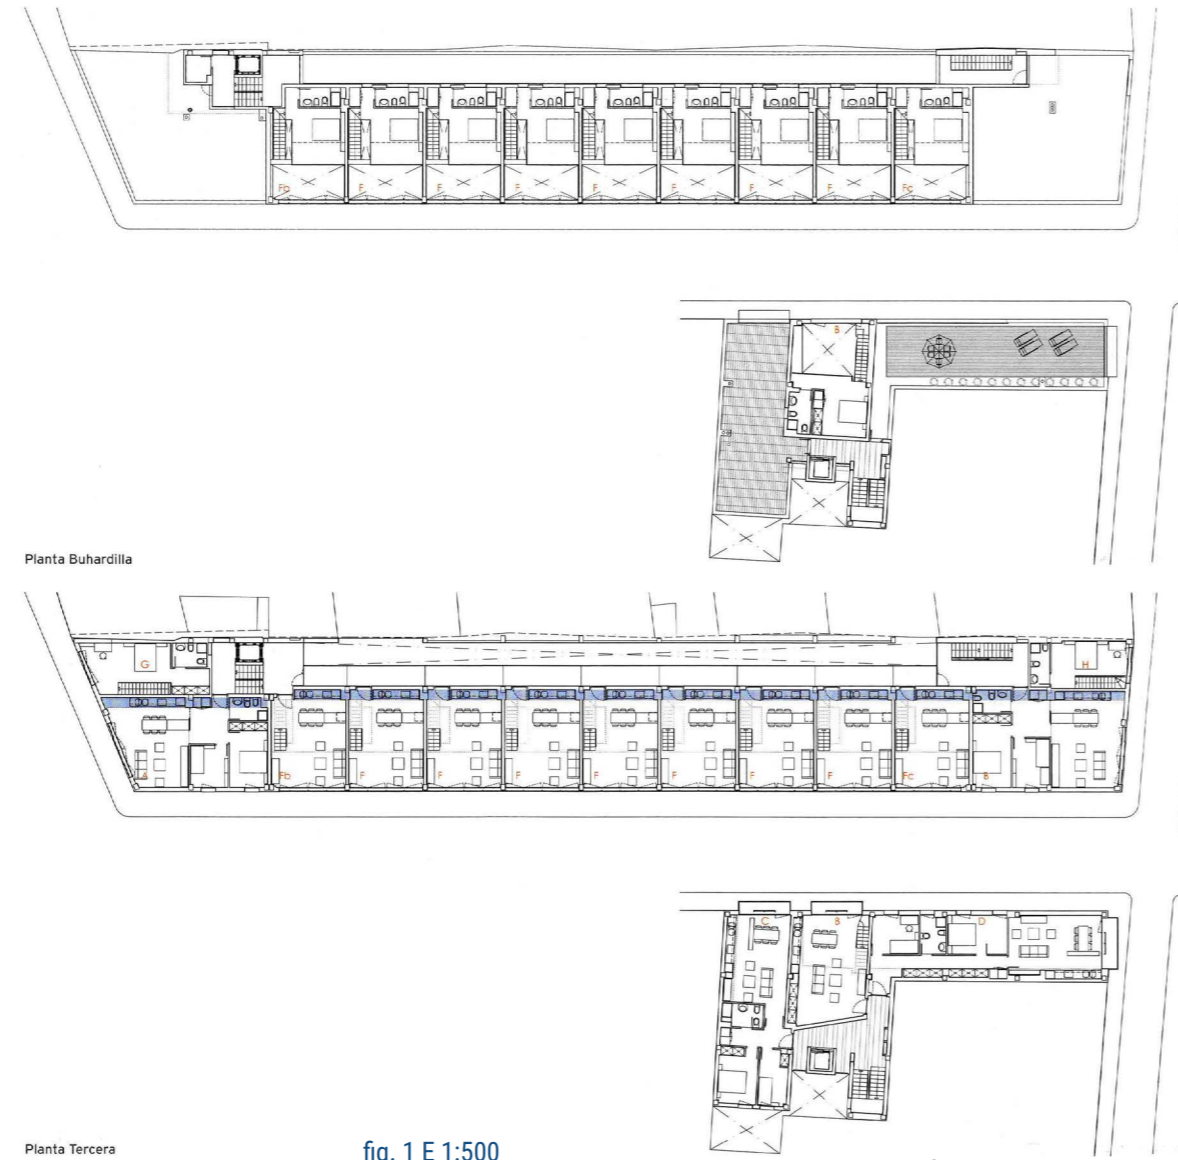 Fb F F F F F F F Fc
B
Planta Buhardilla
G H
A Fb F F F F F F F Fc B
C B D
Planta Tercera
fig. 1 E 1:500